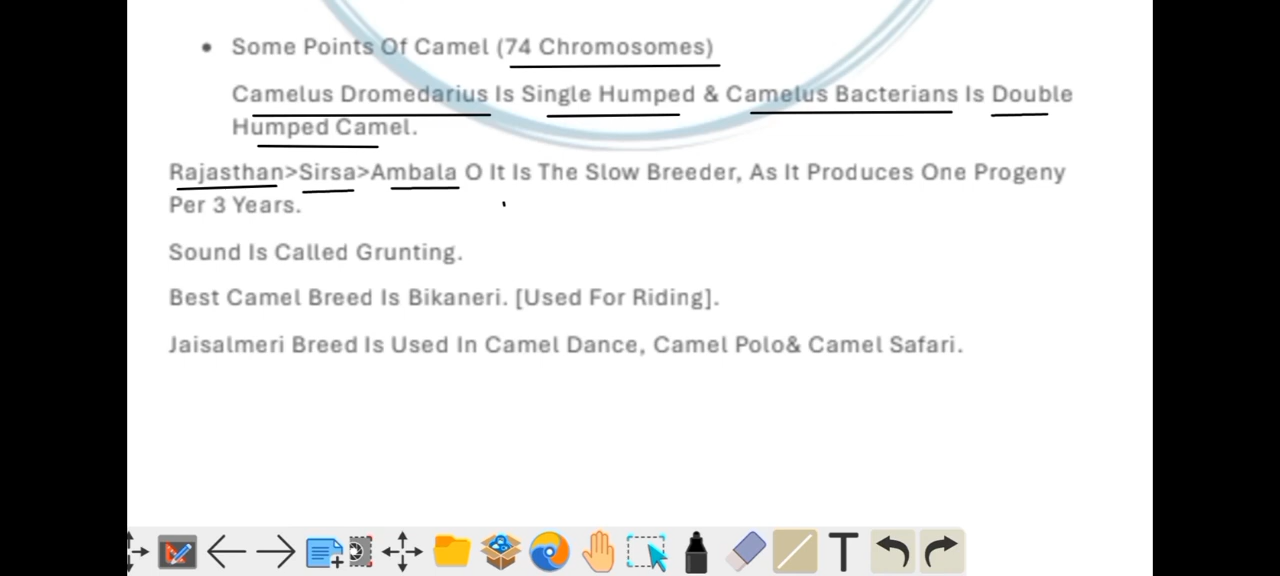 • Some Points Of Camel (74 Chromosomes)
Camelus Dromedarius Is Single Humped & Camelus Bacterians Is Double
Humped Camel.
Rajasthan>Sirsa>Ambala O It Is The Slow Breeder, As It Produces One Progeny
Per 3 Years.
Sound Is Called Grunting.
Best Camel Breed Is Bikaneri. [Used For Riding].
Jaisalmeri Breed Is Used In Camel Dance, Camel Polo& Camel Safari.
T